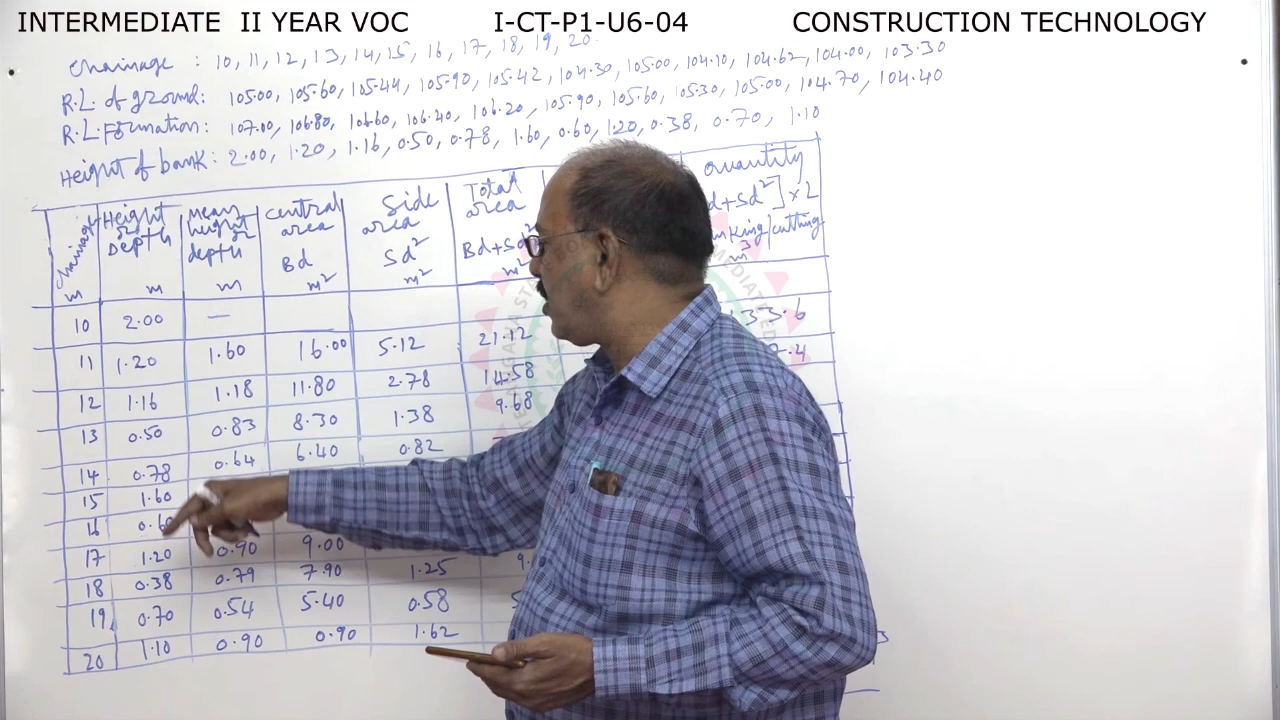 INTERMEDIATE II YEAR VOC I-CT-P1-U6-04 CONSTRUCTION TECHNOLOGY
Chainage : 10, 11, 12, 13, 14, 15, 16, 17, 18, 19, 20.
R.L. of ground: 105.00, 105.60, 105.44, 105.90, 105.42, 104.30, 105.00, 104.10, 104.62, 104.00, 103.30
R.L. Formation: 107.00, 106.80, 106.60, 106.40, 106.20, 105.90, 105.60, 105.30, 105.00, 104.70, 104.40
Height of bank: 2.00, 1.20, 1.16, 0.50, 0.78, 1.60, 0.60, 1.20, 0.38, 0.70, 1.10
Chainage m
Height or depth m
Mean height or depth m
central area Bd m²
Side area Sd² m²
Total area Bd+Sd² m²
quantity
d+Sd²] × L
/cutting
m³
10 2.00 —
11 1.20 1.60 16.00 5.12 21.12
12 1.16 1.18 11.80 2.78 14.58
13 0.50 0.83 8.30 1.38 9.68
14 0.78 0.64 6.40 0.82
15 1.60
16
17 1.20 0.90 9.00
18 0.38 0.79 7.90 1.25
19 0.70 0.54 5.40 0.58
20 1.10 0.90 0.90 1.62